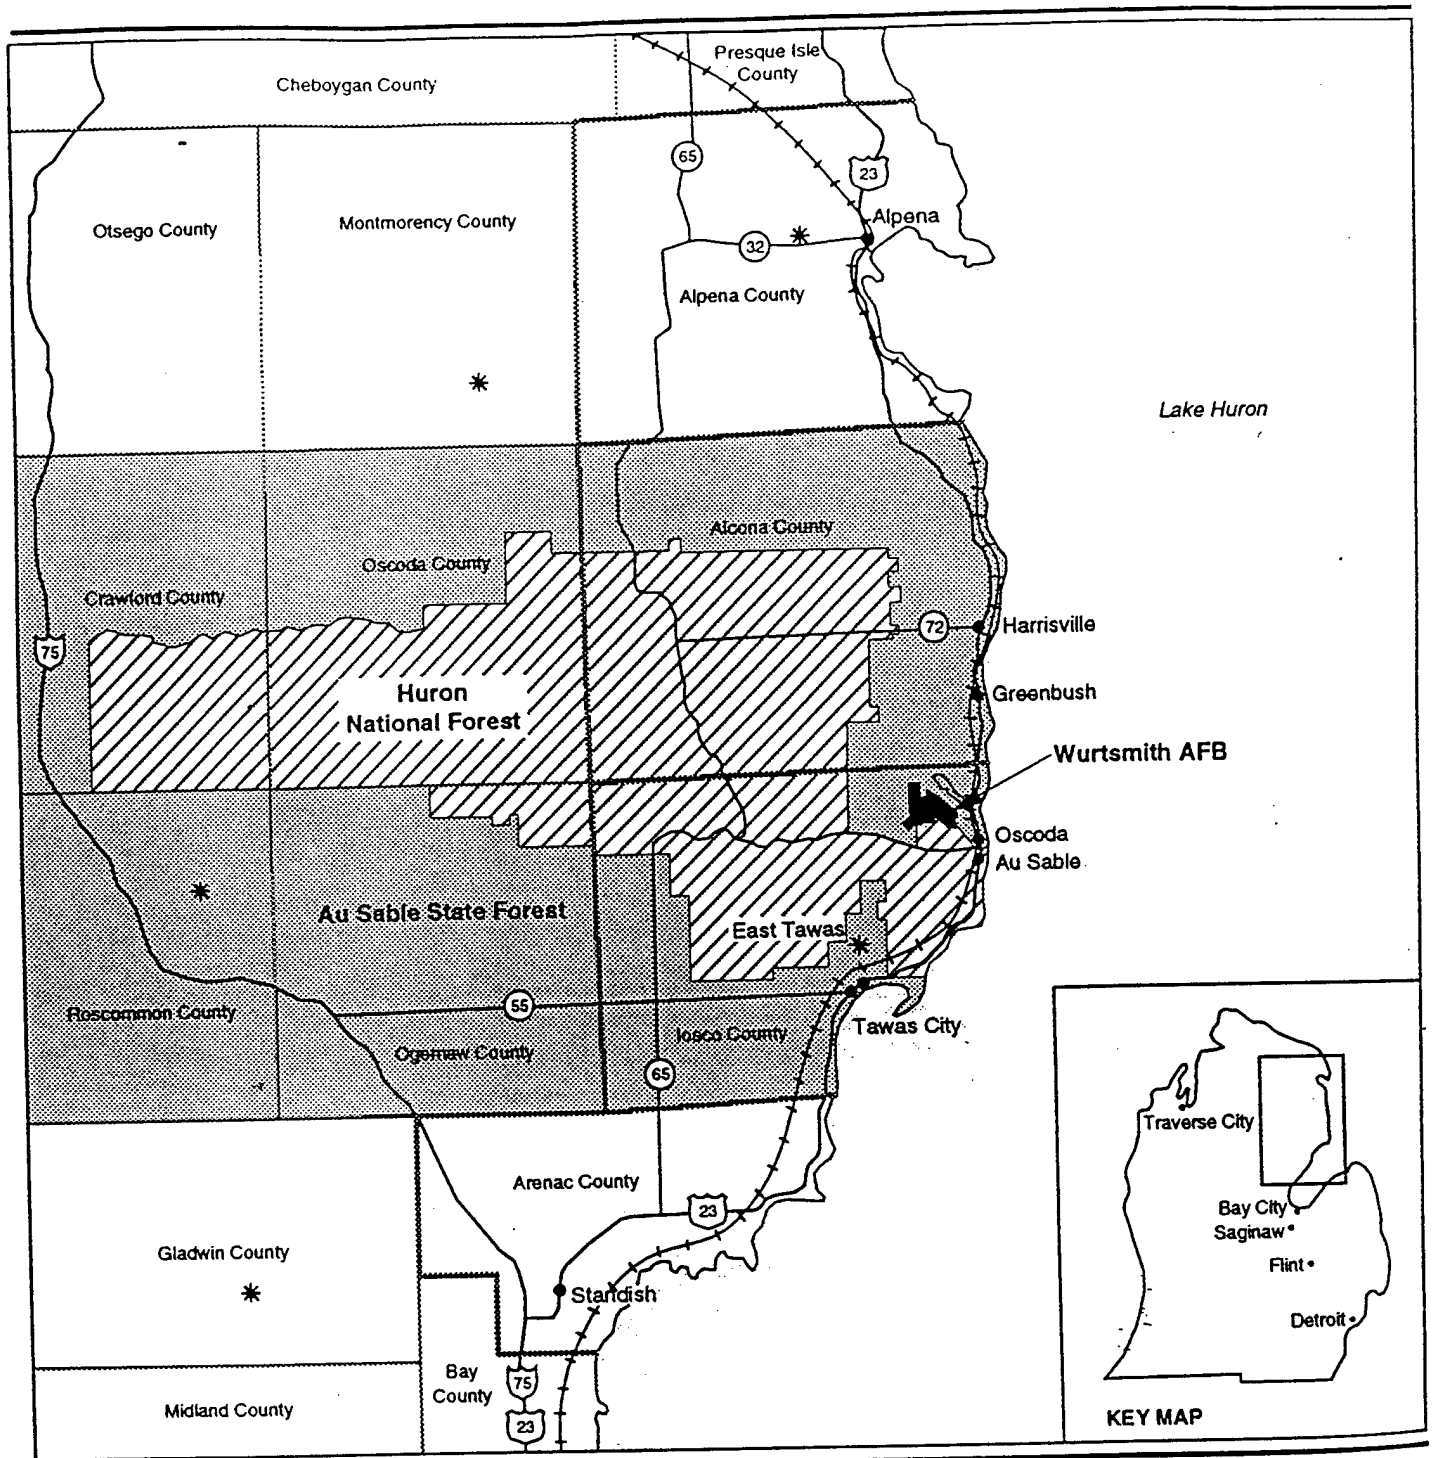 Presque Isle
County
Cheboygan County
65
23
Otsego County
Montmorency County
Alpena
32
Alpena County
Lake Huron
Alcona County
Oscoda County
Crawford County
72
Harrisville
75
Huron
National Forest
Greenbush
Wurtsmith AFB
Oscoda
Au Sable
Au Sable State Forest
East Tawas
55
Roscommon County
Tawas City
Iosco County
Ogemaw County
65
Arenac County
23
Gladwin County
Standish
Bay
County
75
23
Midland County
Traverse City
Bay City
Saginaw
Flint
Detroit
KEY MAP